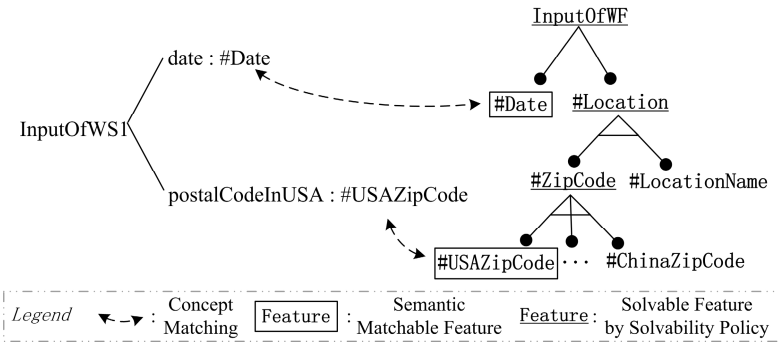 InputOfWF
date : #Date
#Date
#Location
InputOfWS1
#ZipCode
#LocationName
postalCodeInUSA : #USAZipCode
#USAZipCode ··· #ChinaZipCode
Legend : Concept Matching
Feature : Semantic Matchable Feature
Feature : Solvable Feature by Solvability Policy